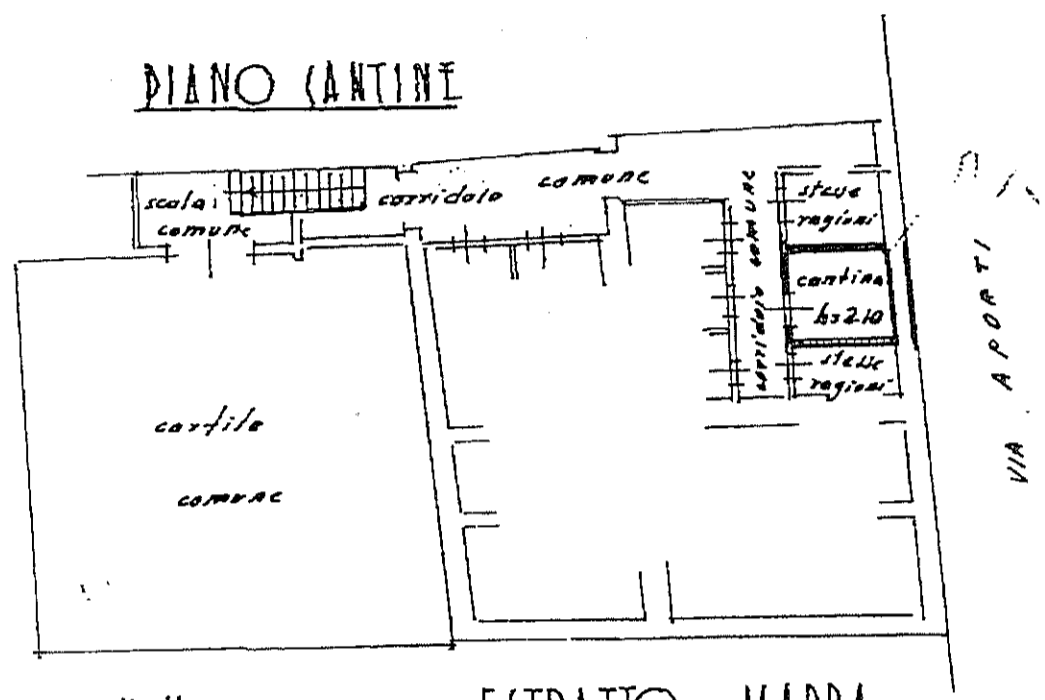 PIANO CANTINE
scala
comune
corridoio
comune
corridoio comune
stesse
ragioni
cantina
h=2.10
stesse
ragioni
cortile
comune
VIA APORTI
ESTRATTO MAPPA